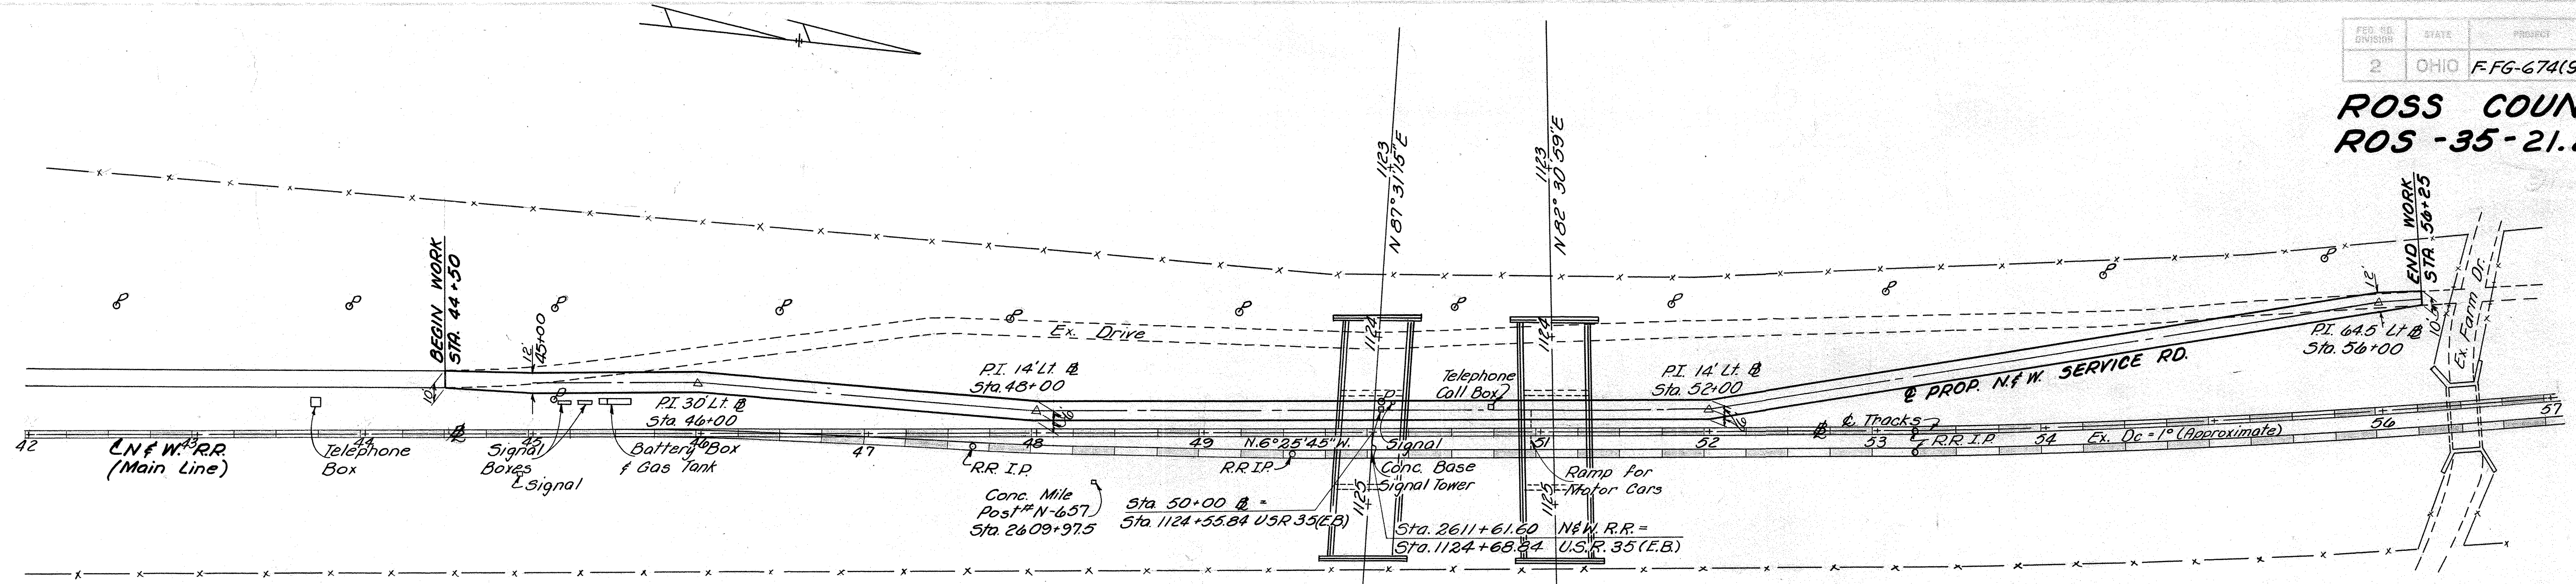 FED. RD. DIVISION
STATE
PROJECT
2
OHIO
F-FG-674(9
ROSS COUN
ROS -35-21.
BEGIN WORK
STA. 44+50
END WORK
STA. 56+25
1123
N 87° 31' 15" E
1123
N 82° 30' 59" E
12'
45+00
10'
Ex. Drive
1124
1124
P.I. 14' Lt. ℄
Sta. 48+00
Telephone
Call Box
P.I. 14' Lt. ℄
Sta. 52+00
℄ PROP. N.& W. SERVICE RD.
12'
10.5'
P.I. 64.5 Lt ℄
Sta. 56+00
Ex. Farm Dr.
P.I. 30' Lt. ℄
Sta. 46+00
42
43
44
45
46
47
48
49
N.6°25'45"W.
51
52
53
54
Ex. Dc = 1° (Approximate)
56
57
℄ N.& W. R.R.
(Main Line)
Telephone
Box
Signal
Boxes
Signal
Battery Box
& Gas Tank
R.R. I.P.
R.R I.P.
Signal
℄ Tracks
R.R. I.P.
Conc. Base
Signal Tower
Ramp for
Motor Cars
1125
1125
Conc. Mile
Post# N-657
Sta. 2609+97.5
Sta. 50+00 ℄ =
Sta. 1124+55.84 USR 35 (E.B)
Sta. 2611+61.60 N&W. R.R. =
Sta. 1124+68.84 U.S.R. 35 (E.B.)